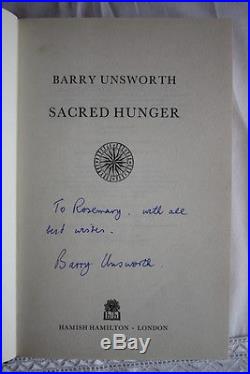 BARRY UNSWORTH
SACRED HUNGER
To Rosemary, with all
best wishes.
Barry Unsworth
HAMISH HAMILTON · LONDON